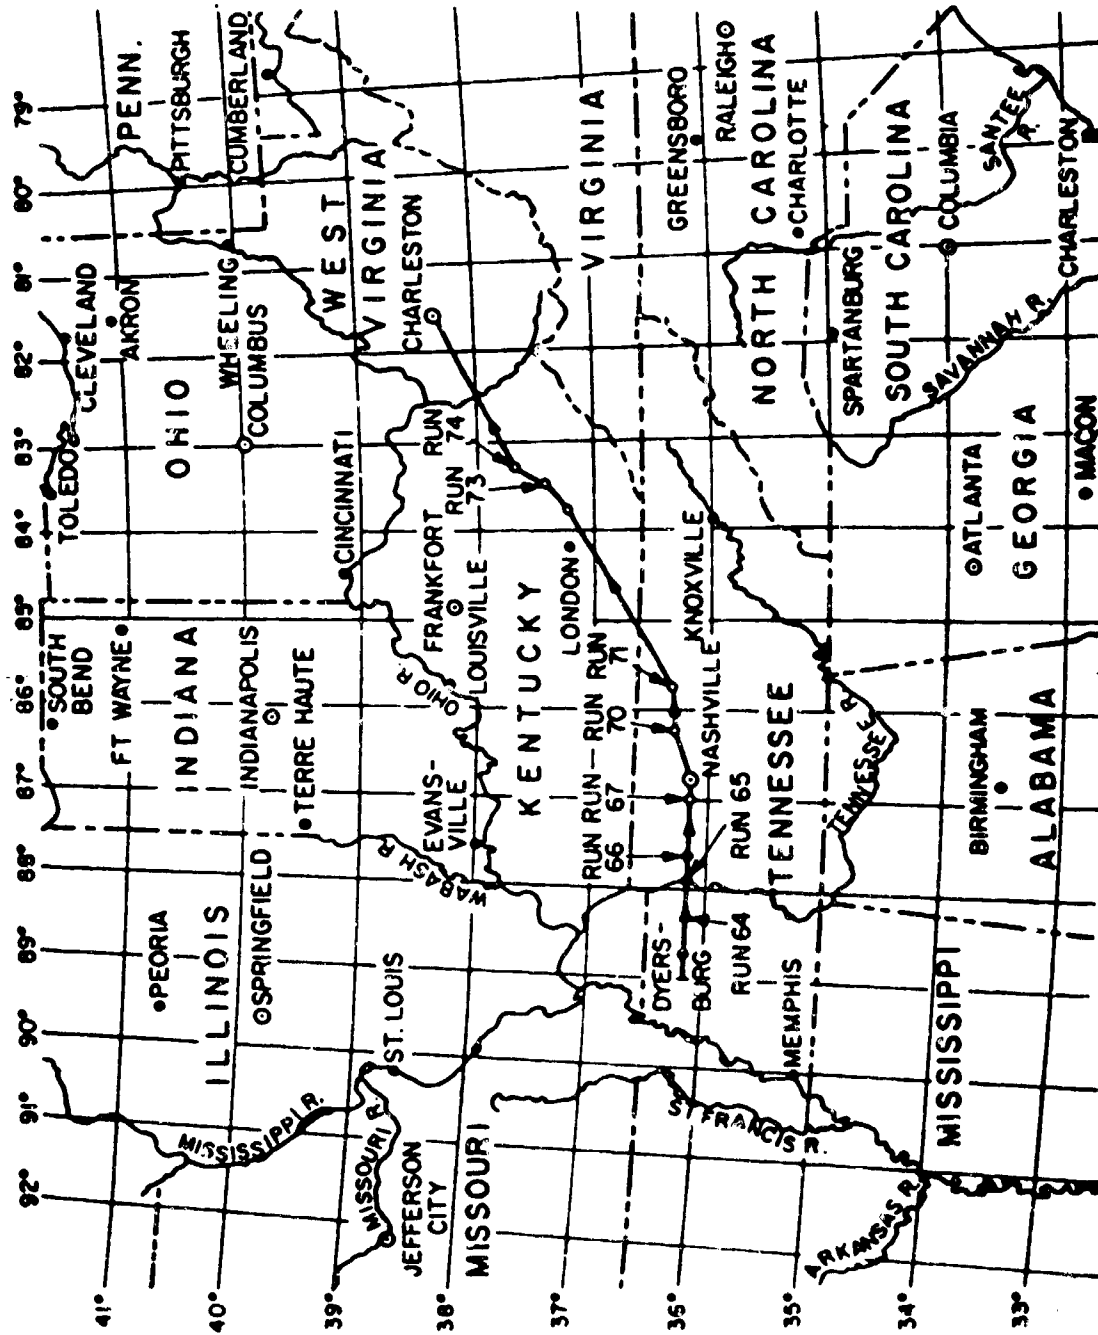 92° 91° 90° 89° 88° 87° 86° 85° 84° 83° 82° 81° 80° 79°
41°
40°
39°
38°
37°
36°
35°
34°
33°
SOUTH
BEND
TOLEDO
CLEVELAND
AKRON
PENN.
PITTSBURGH
CUMBERLAND
PEORIA
FT WAYNE
ILLINOIS
INDIANA
OHIO
WHEELING
COLUMBUS
SPRINGFIELD
INDIANAPOLIS
TERRE HAUTE
MISSISSIPPI R.
MISSOURI R.
ST. LOUIS
JEFFERSON
CITY
MISSOURI
WABASH R.
EVANS-
VILLE
OHIO R.
CINCINNATI
FRANKFORT
LOUISVILLE
WEST
VIRGINIA
CHARLESTON
RUN
74
RUN
73
KENTUCKY
LONDON
VIRGINIA
RUN
66
RUN
67
RUN
70
RUN
71
DYERS-
BURG
RUN 64
RUN 65
NASHVILLE
KNOXVILLE
GREENSBORO
RALEIGH
NORTH CAROLINA
CHARLOTTE
TENNESSEE
MEMPHIS
ST FRANCIS R.
TENNESSEE R.
ARKANSAS R.
SPARTANBURG
SOUTH CAROLINA
COLUMBIA
SANTEE
R.
CHARLESTON
SAVANNAH R.
MISSISSIPPI
BIRMINGHAM
ALABAMA
ATLANTA
GEORGIA
MACON